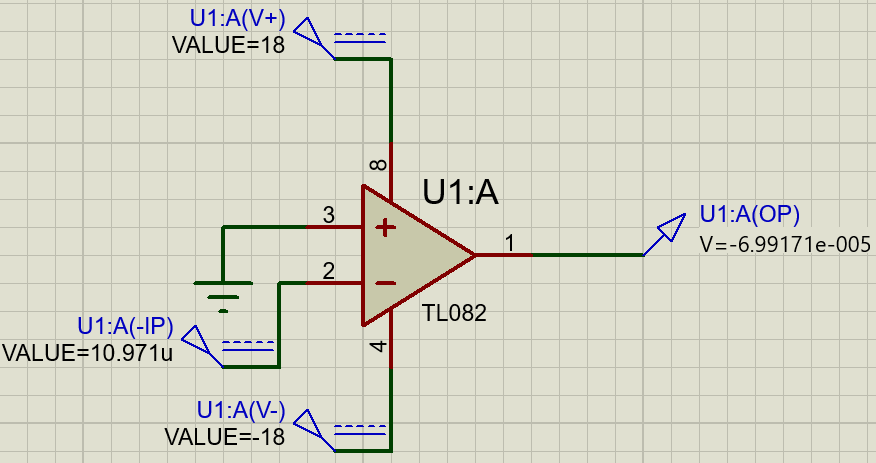 U1:A(V+)
VALUE=18
8
U1:A
3
1
U1:A(OP)
V=-6.99171e-005
2
TL082
U1:A(-IP)
VALUE=10.971u
4
U1:A(V-)
VALUE=-18